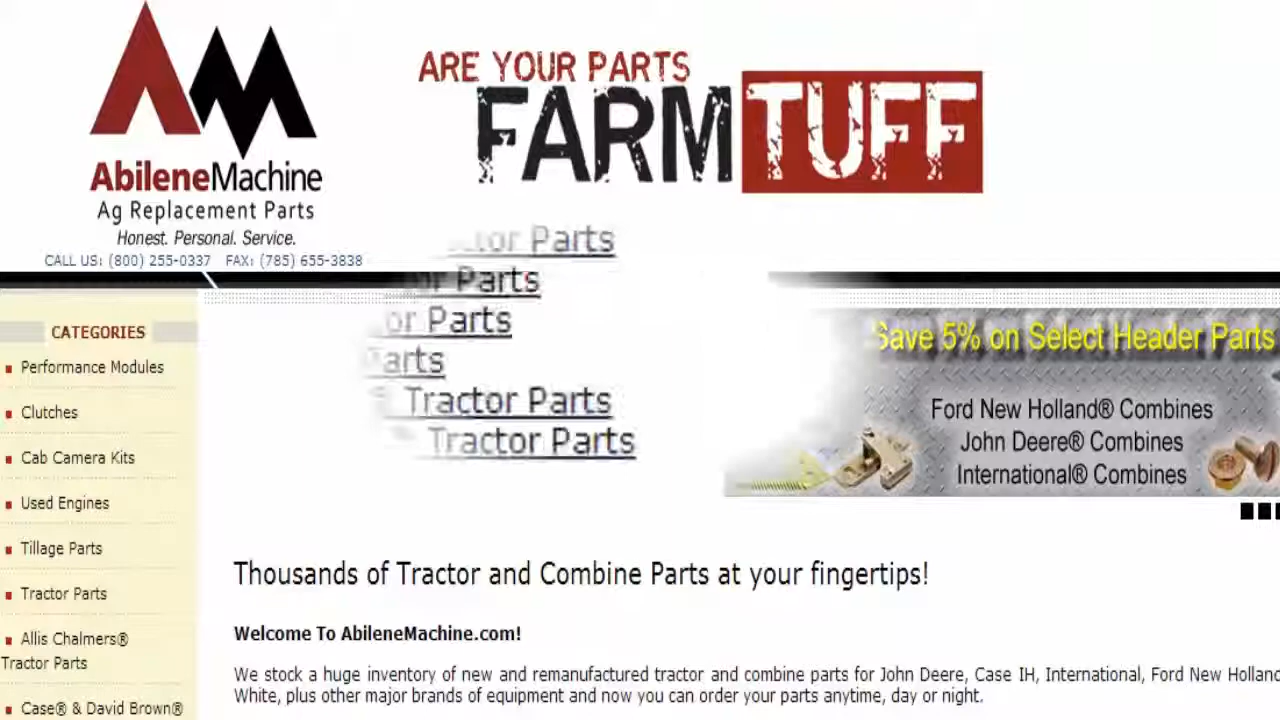 ARE YOUR PARTS
FARM TUFF
AbileneMachine
Ag Replacement Parts
Honest. Personal. Service.
CALL US: (800) 255-0337 FAX: (785) 655-3838
Parts
Parts
Parts
Parts
Tractor Parts
Tractor Parts
CATEGORIES
Performance Modules
Clutches
Cab Camera Kits
Used Engines
Tillage Parts
Tractor Parts
Allis Chalmers®
Tractor Parts
Case® & David Brown®
Save 5% on Select Header Parts
Ford New Holland® Combines
John Deere® Combines
International® Combines
Thousands of Tractor and Combine Parts at your fingertips!
Welcome To AbileneMachine.com!
We stock a huge inventory of new and remanufactured tractor and combine parts for John Deere, Case IH, International, Ford New Holland
White, plus other major brands of equipment and now you can order your parts anytime, day or night.